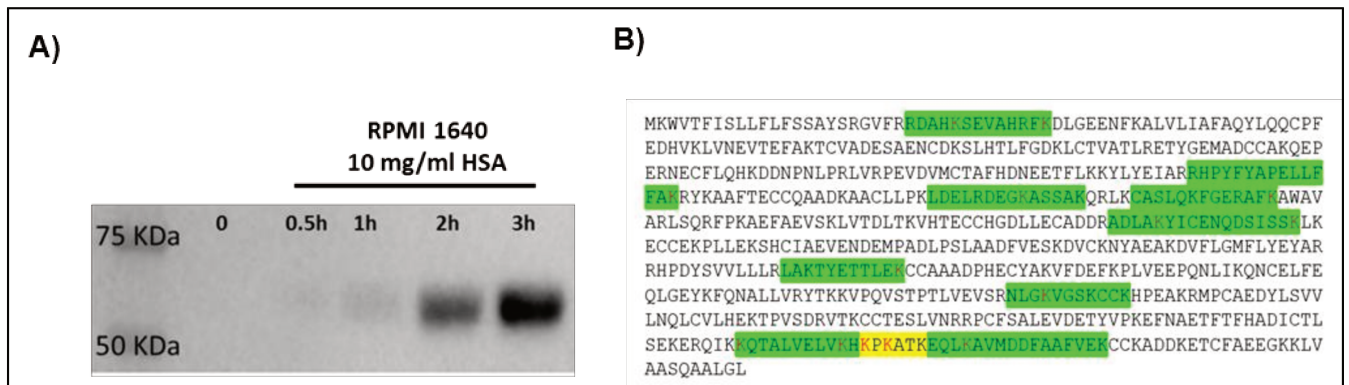 A)
RPMI 1640
10 mg/ml HSA
75 KDa 0 0.5h 1h 2h 3h
50 KDa
B)
MKWVTFISLLFLFSSAYSRGVFRRDAHKSEVAHRFKDLGEENFKALVLIAFAQYLQQCPF
EDHVKLVNEVTEFAKTCVADESAENCDKSLHTLFGDKLCTVATLRETYGEMADCCAKQEP
ERNECFLQHKDDNPNLPRLVRPEVDVMCTAFHDNEETFLKKYLYEIARRHPYFYAPELLF
FAKRYKAAFTECCQAADKAACLLPKLDELRDEGKASSAKQRLKCASLQKFGERAFKAWAV
ARLSQRFPKAEFAEVSKLVTDLTKVHTECCHGDLLECADDRADLAKYICENQDSISSKLK
ECCEKPLLEKSHCIAEVENDEMPADLPSLAADFVESKDVCKNYAEAKDVFLGMFLYEYAR
RHPDYSVVLLLRLAKTYETTLEKCCAAADPHECYAKVFDEFKPLVEEPQNLIKQNCELFE
QLGEYKFQNALLVRYTKKVPQVSTPTLVEVSRNLGKVGSKCCKHPEAKRMPCAEDYLSVV
LNQLCVLHEKTPVSDRVTKCCTESLVNRRPCFSALEVDETYVPKEFNAETFTFHADICTL
SEKERQIKKQTALVELVKHKPKATKEQLKAVMDDFAAFVEKCCKADDKETCFAEEGKKLV
AASQAALGL